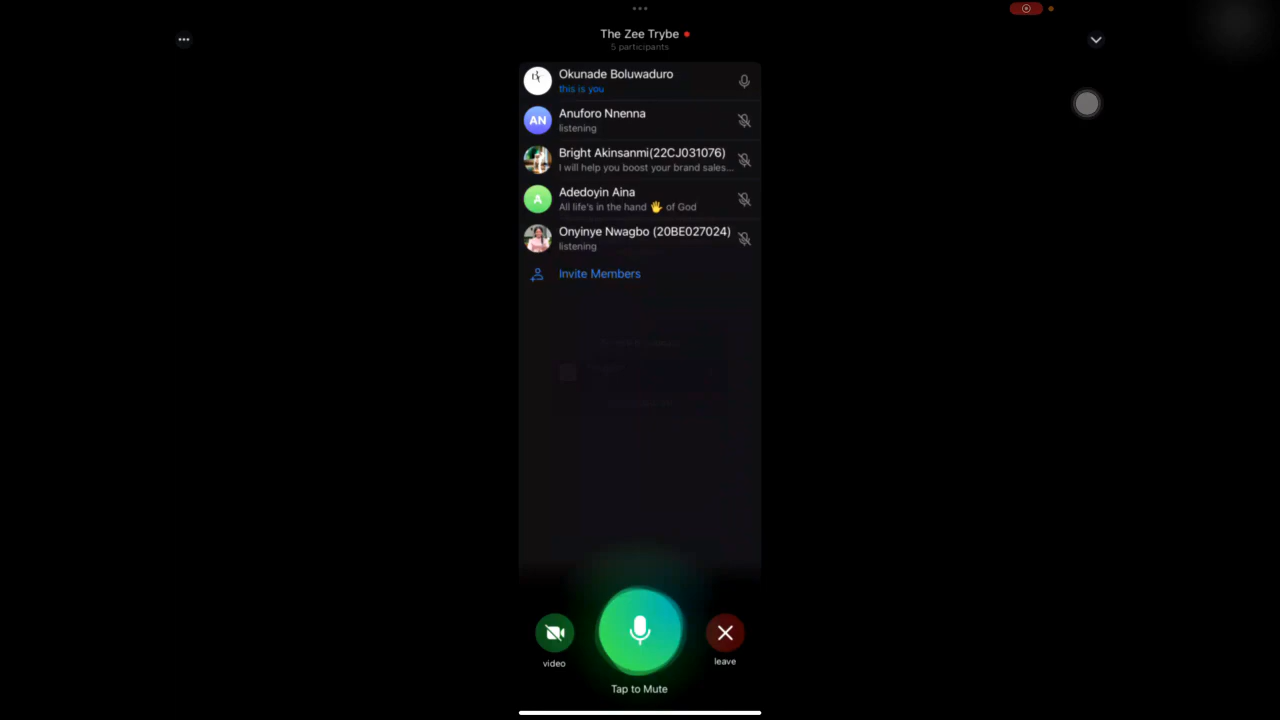 The Zee Trybe
5 participants
Okunade Boluwaduro
this is you
AN
Anuforo Nnenna
listening
Bright Akinsanmi(22CJ031076)
I will help you boost your brand sales...
A
Adedoyin Aina
All life's in the hand 🖐 of God
Onyinye Nwagbo (20BE027024)
listening
Invite Members
video
leave
Tap to Mute